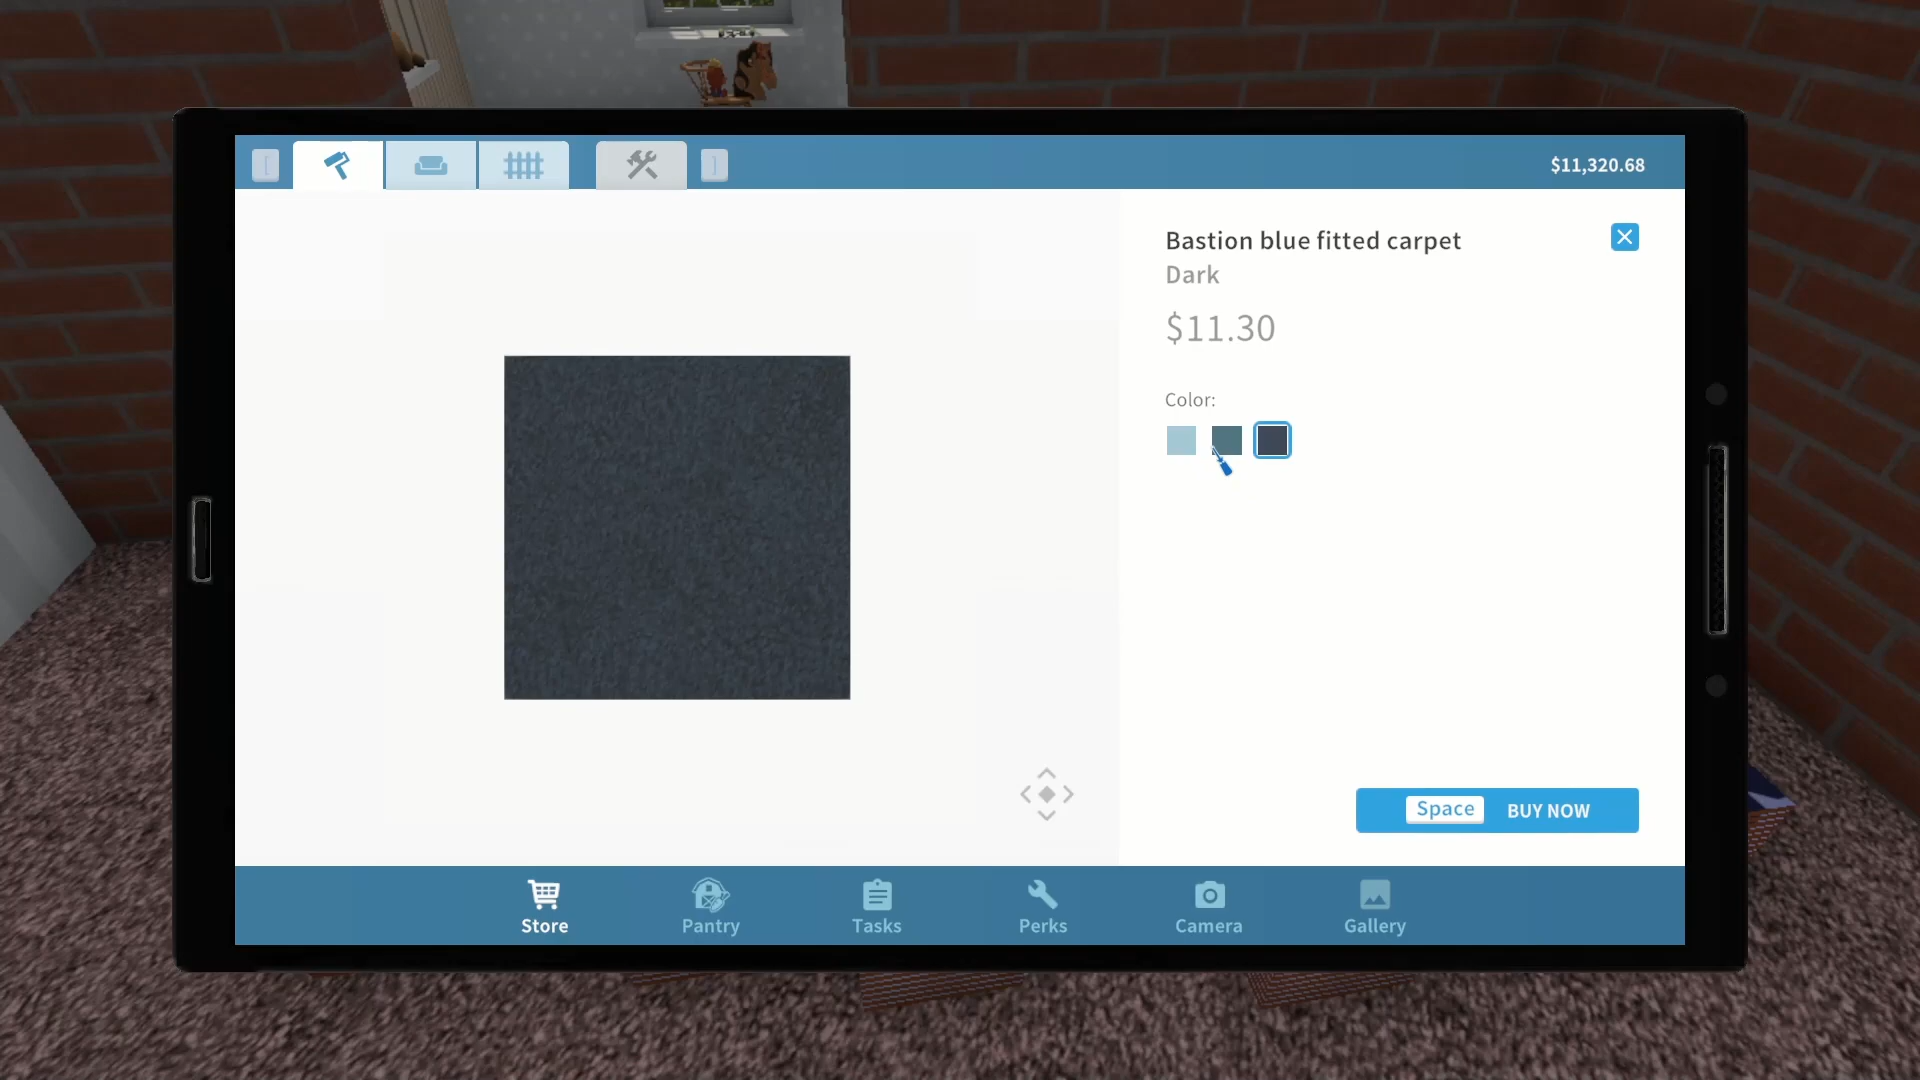 [
]
$11,320.68
Bastion blue fitted carpet
Dark
$11.30
Color:
Space BUY NOW
Store Pantry Tasks Perks Camera Gallery